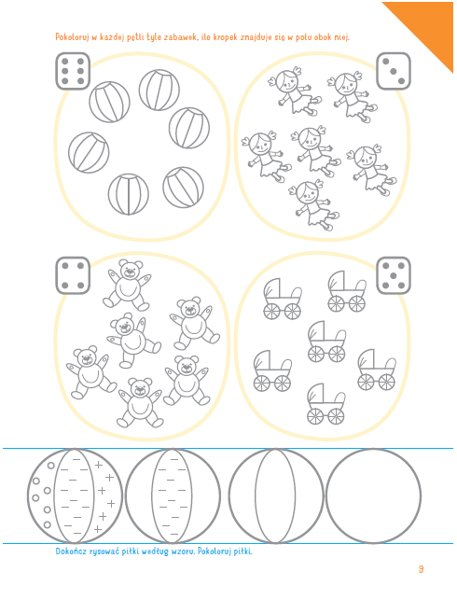 Pokoloruj w każdej pętli tyle zabawek, ile kropek znajduje się w polu obok niej.
Dokończ rysować piłki według wzoru. Pokoloruj piłki.
9